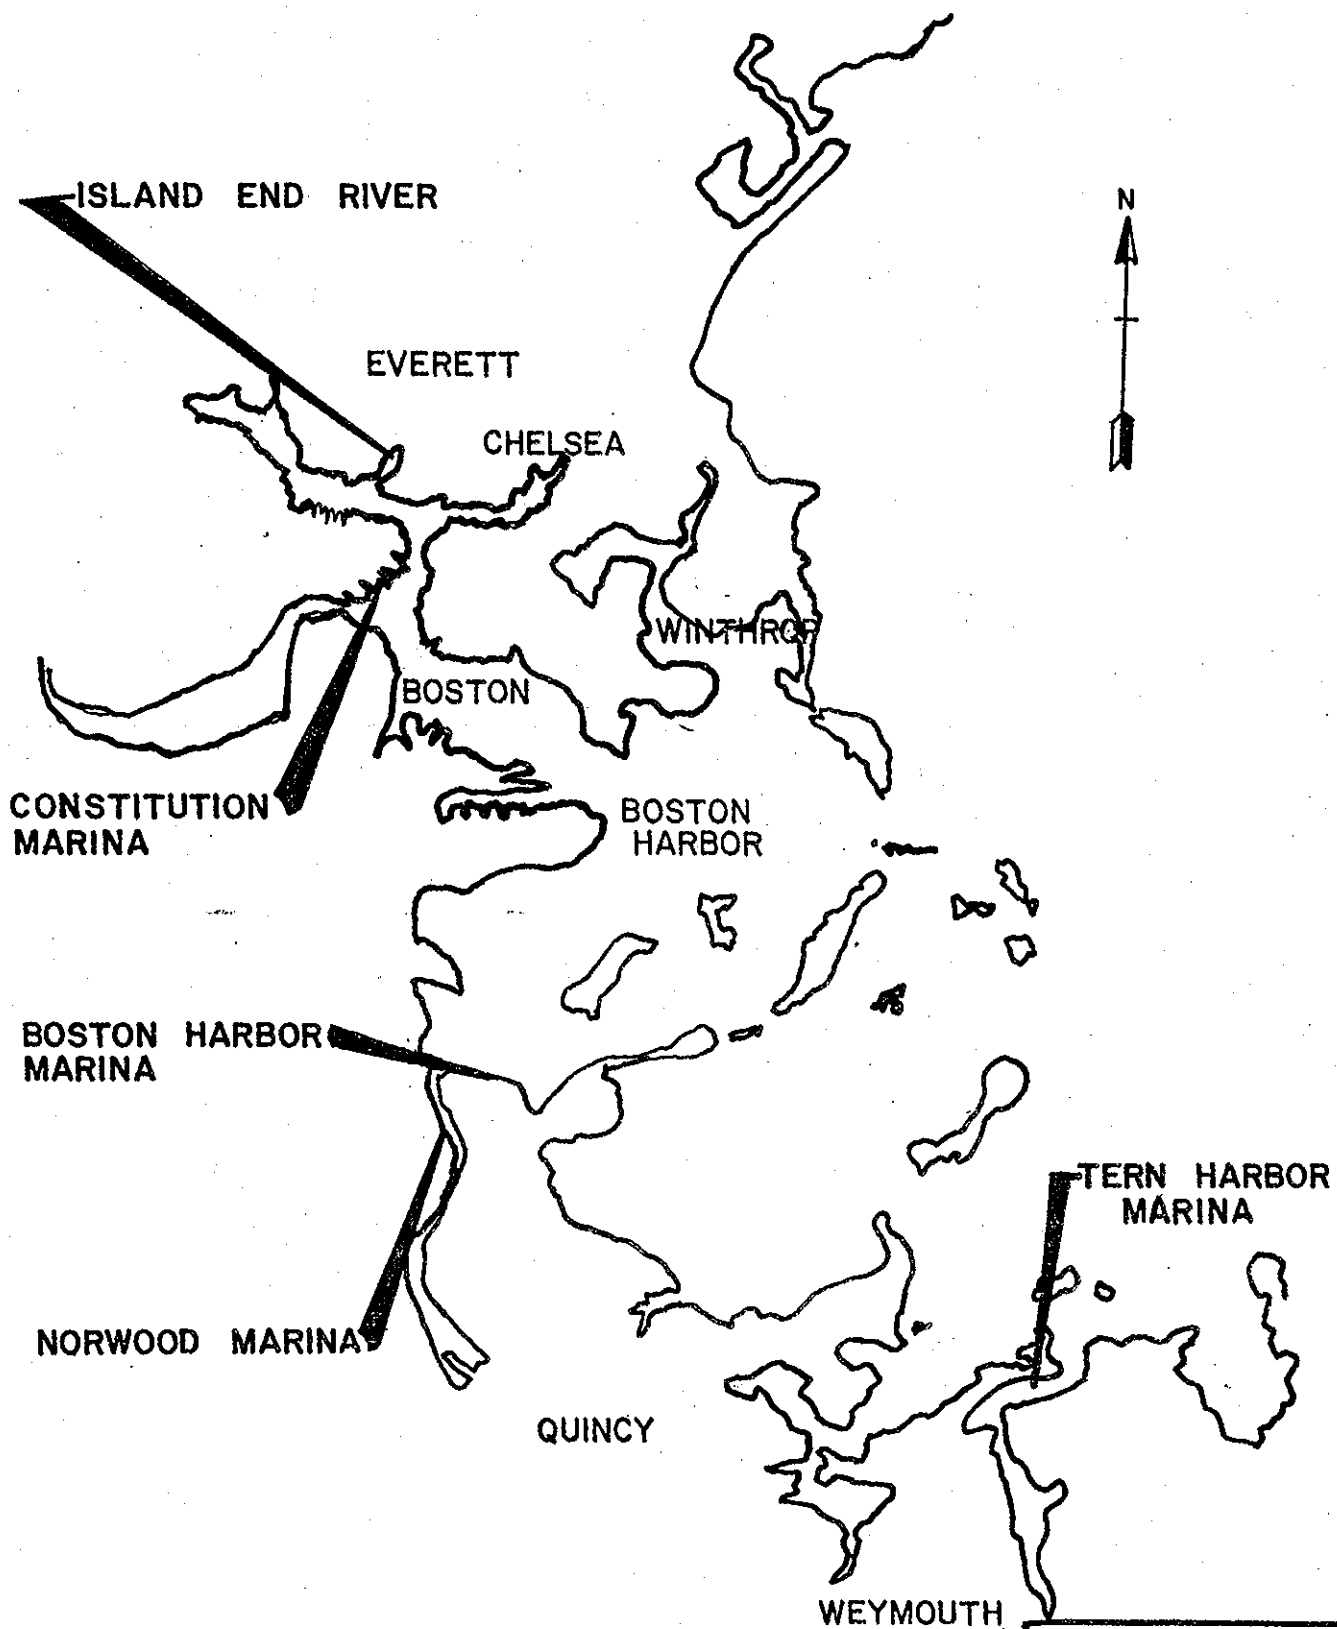 N
ISLAND END RIVER
EVERETT
CHELSEA
WINTHROP
BOSTON
CONSTITUTION
MARINA
BOSTON
HARBOR
BOSTON HARBOR
MARINA
TERN HARBOR
MARINA
NORWOOD MARINA
QUINCY
WEYMOUTH